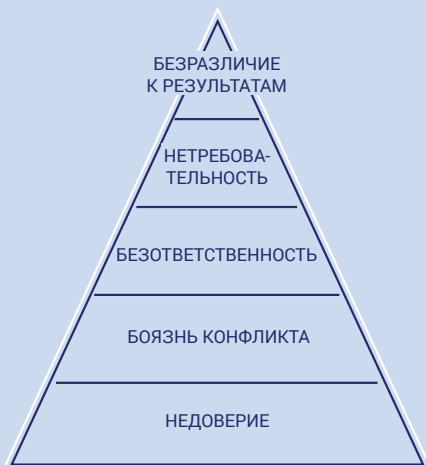 БЕЗРАЗЛИЧИЕ
К РЕЗУЛЬТАТАМ
НЕТРЕБОВА-
ТЕЛЬНОСТЬ
БЕЗОТВЕТСТВЕННОСТЬ
БОЯЗНЬ КОНФЛИКТА
НЕДОВЕРИЕ